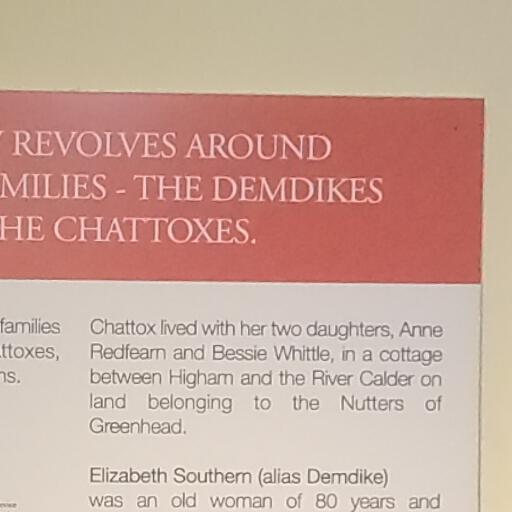 REVOLVES AROUND
MILIES - THE DEMDIKES
HE CHATTOXES.
families
ttoxes,
ns.
Chattox lived with her two daughters, Anne
Redfearn and Bessie Whittle, in a cottage
between Higham and the River Calder on
land belonging to the Nutters of
Greenhead.
Elizabeth Southern (alias Demdike)
was an old woman of 80 years and